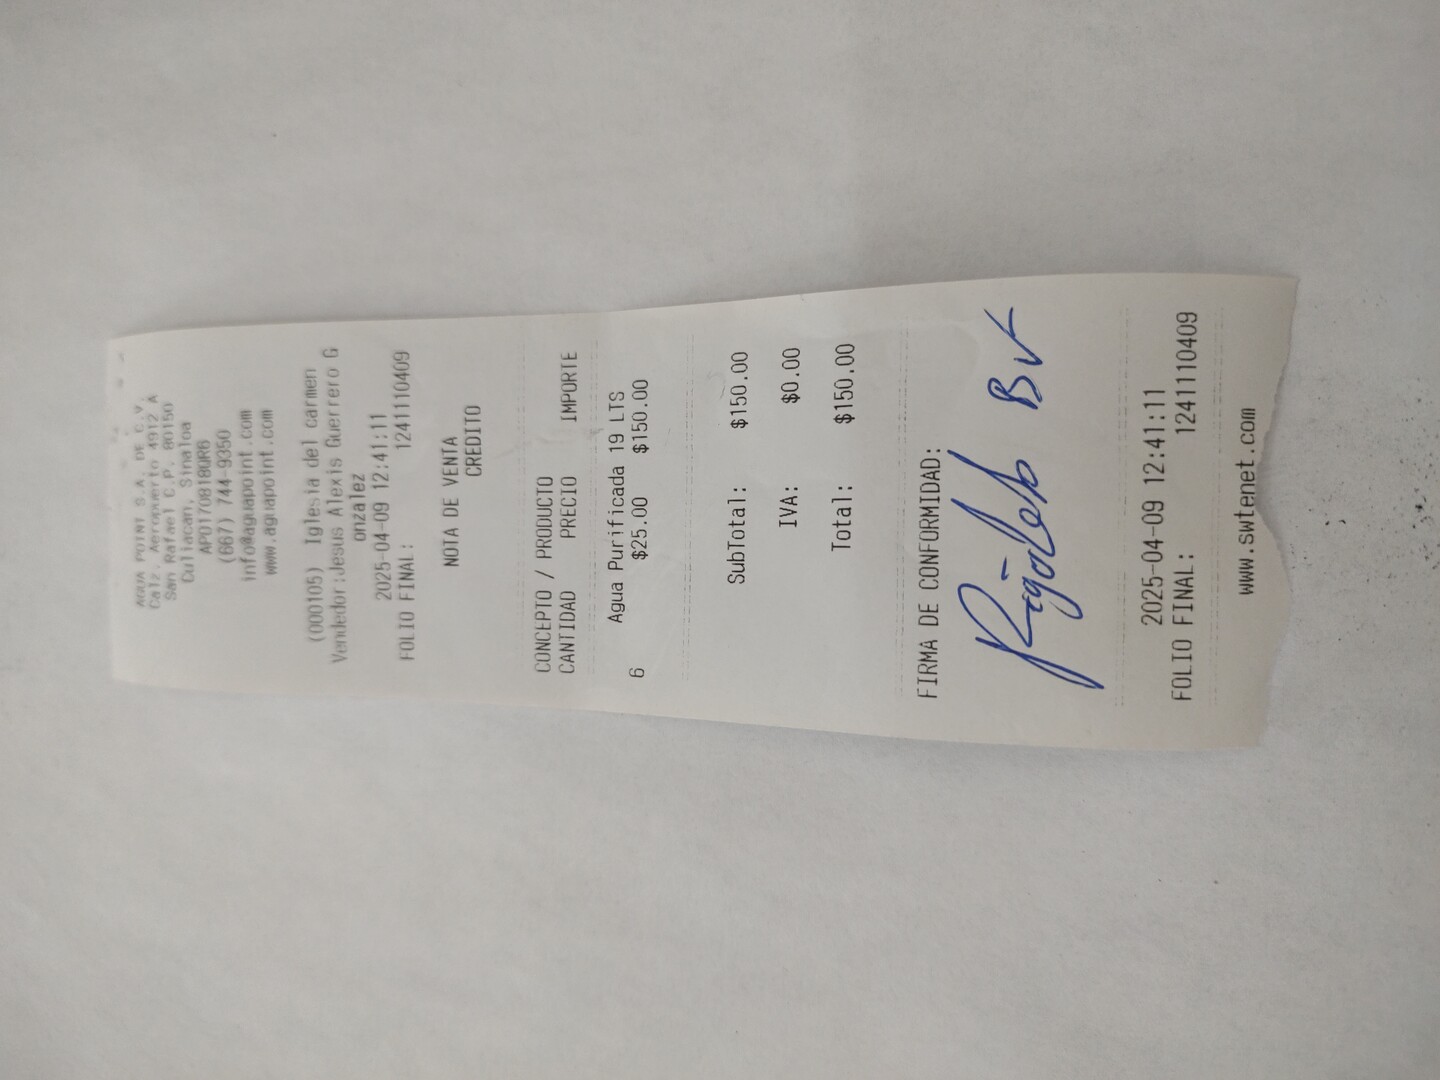 AGUA POINT S.A. DE C.V.
Calz. Aeropuerto 4912 A
San Rafael C.P. 80150
Culiacan, Sinaloa
APO170818QR6
(667) 744-9350
info@aguapoint.com
www.aguapoint.com
(000105) Iglesia del carmen
Vendedor:Jesus Alexis Guerrero G
onzalez
2025-04-09 12:41:11
FOLIO FINAL: 1241110409
NOTA DE VENTA
CREDITO
CONCEPTO / PRODUCTO
CANTIDAD PRECIO IMPORTE
Agua Purificada 19 LTS
6 $25.00 $150.00
SubTotal: $150.00
IVA: $0.00
Total: $150.00
FIRMA DE CONFORMIDAD:
Rigoleto BV
2025-04-09 12:41:11
FOLIO FINAL: 1241110409
www.swtenet.com